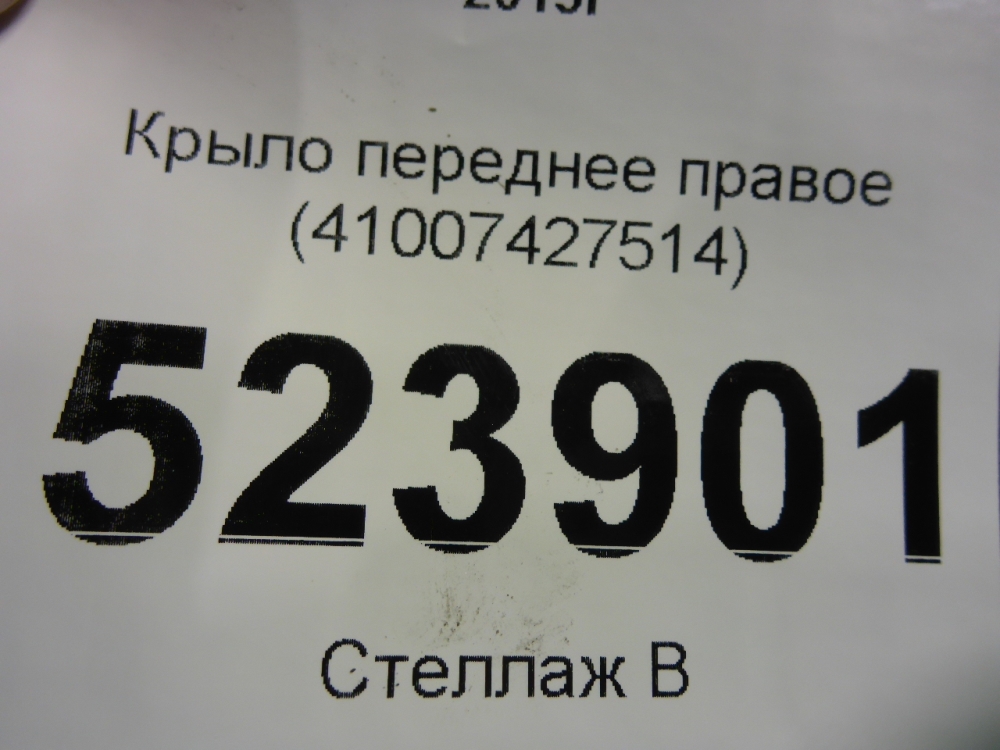 Крыло переднее правое
(41007427514)
523901
Стеллаж В